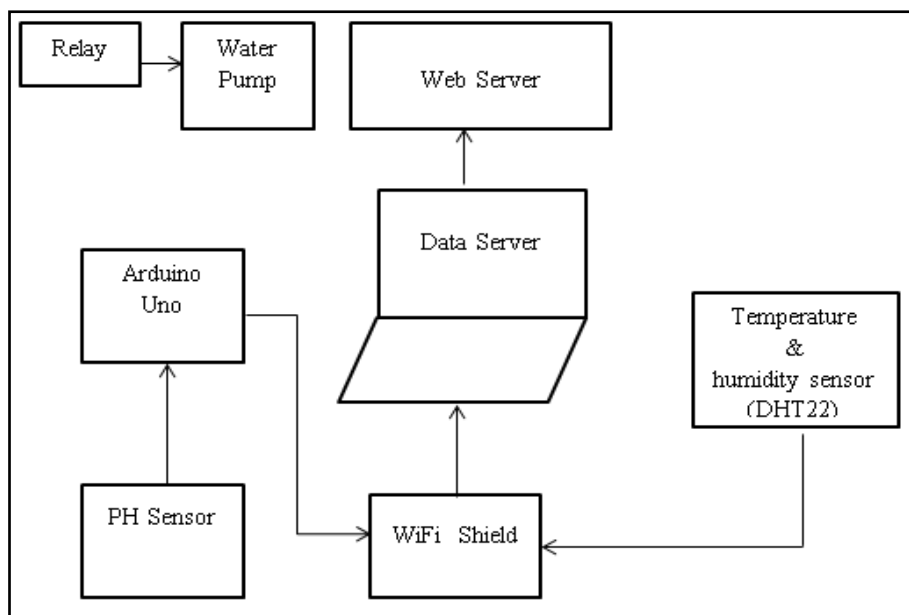 Relay
Water
Pump
Web Server
Data Server
Arduino
Uno
Temperature
&
humidity sensor
(DHT22)
PH Sensor
WiFi Shield